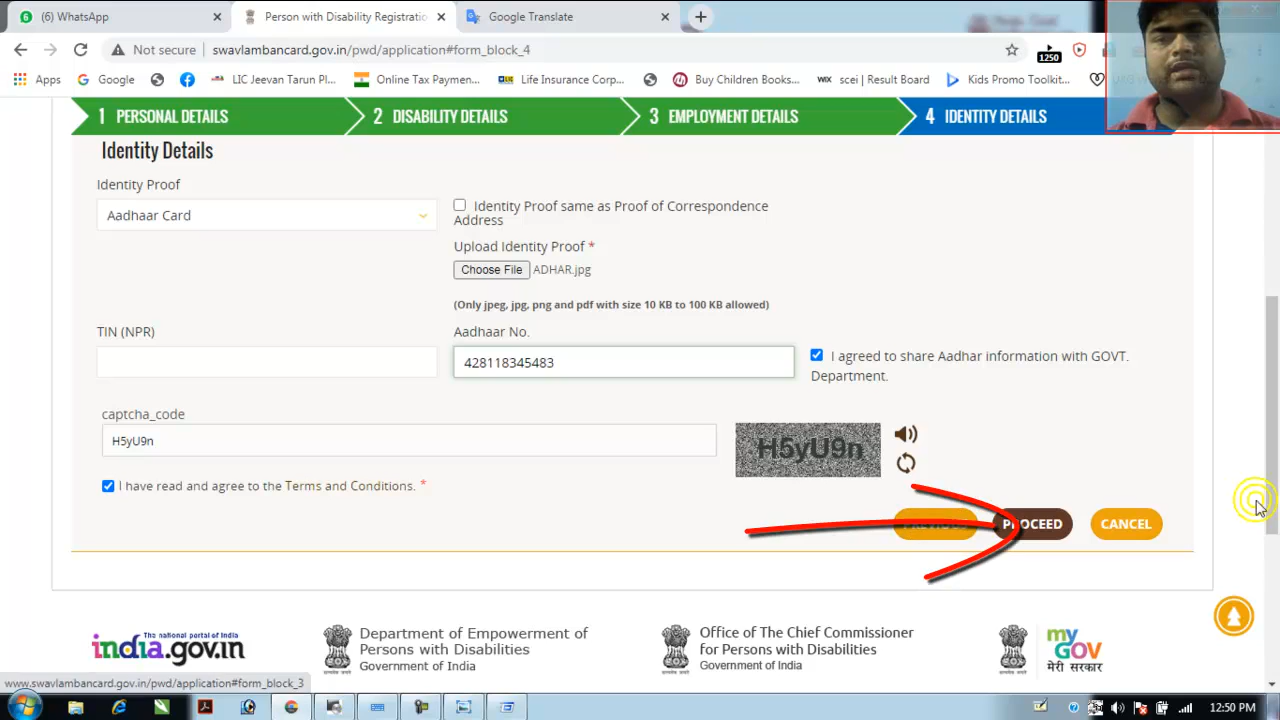 (5) WhatsApp
Person with Disability Registratio
Google Translate
Not secure
swavlambancard.gov.in/pwd/application#form_block_4
1250
Apps
Google
LIC Jeevan Tarun Pl...
Online Tax Paymen...
Life Insurance Corp...
Buy Children Books...
WIX
scei | Result Board
Kids Promo Toolkit...
1 PERSONAL DETAILS
2 DISABILITY DETAILS
3 EMPLOYMENT DETAILS
4 IDENTITY DETAILS
Identity Details
Identity Proof
Aadhaar Card
Identity Proof same as Proof of Correspondence
Address
Upload Identity Proof *
Choose File ADHAR.jpg
(Only jpeg, jpg, png and pdf with size 10 KB to 100 KB allowed)
TIN (NPR)
Aadhaar No.
428118345483
I agreed to share Aadhar information with GOVT.
Department.
captcha_code
H5yU9n
H5yU9n
I have read and agree to the Terms and Conditions. *
PREVIOUS
PROCEED
CANCEL
The national portal of India
india.gov.in
Department of Empowerment of
Persons with Disabilities
Government of India
Office of The Chief Commissioner
for Persons with Disabilities
Government of India
my
GOV
मेरी सरकार
www.swavlambancard.gov.in/pwd/application#form_block_3
12:50 PM